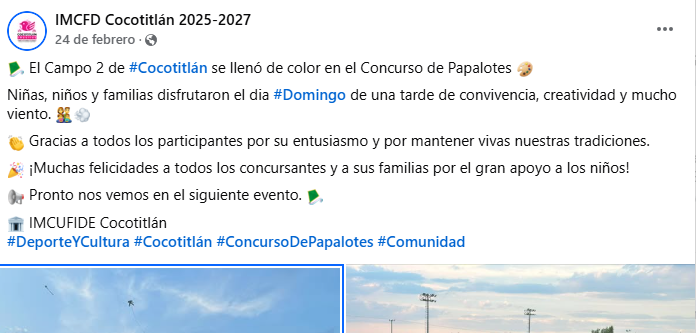 IMCFD Cocotitlán 2025-2027
24 de febrero ·
El Campo 2 de #Cocotitlán se llenó de color en el Concurso de Papalotes
Niñas, niños y familias disfrutaron el dia #Domingo de una tarde de convivencia, creatividad y mucho
viento.
Gracias a todos los participantes por su entusiasmo y por mantener vivas nuestras tradiciones.
¡Muchas felicidades a todos los concursantes y a sus familias por el gran apoyo a los niños!
Pronto nos vemos en el siguiente evento.
IMCUFIDE Cocotitlán
#DeporteYCultura #Cocotitlán #ConcursoDePapalotes #Comunidad